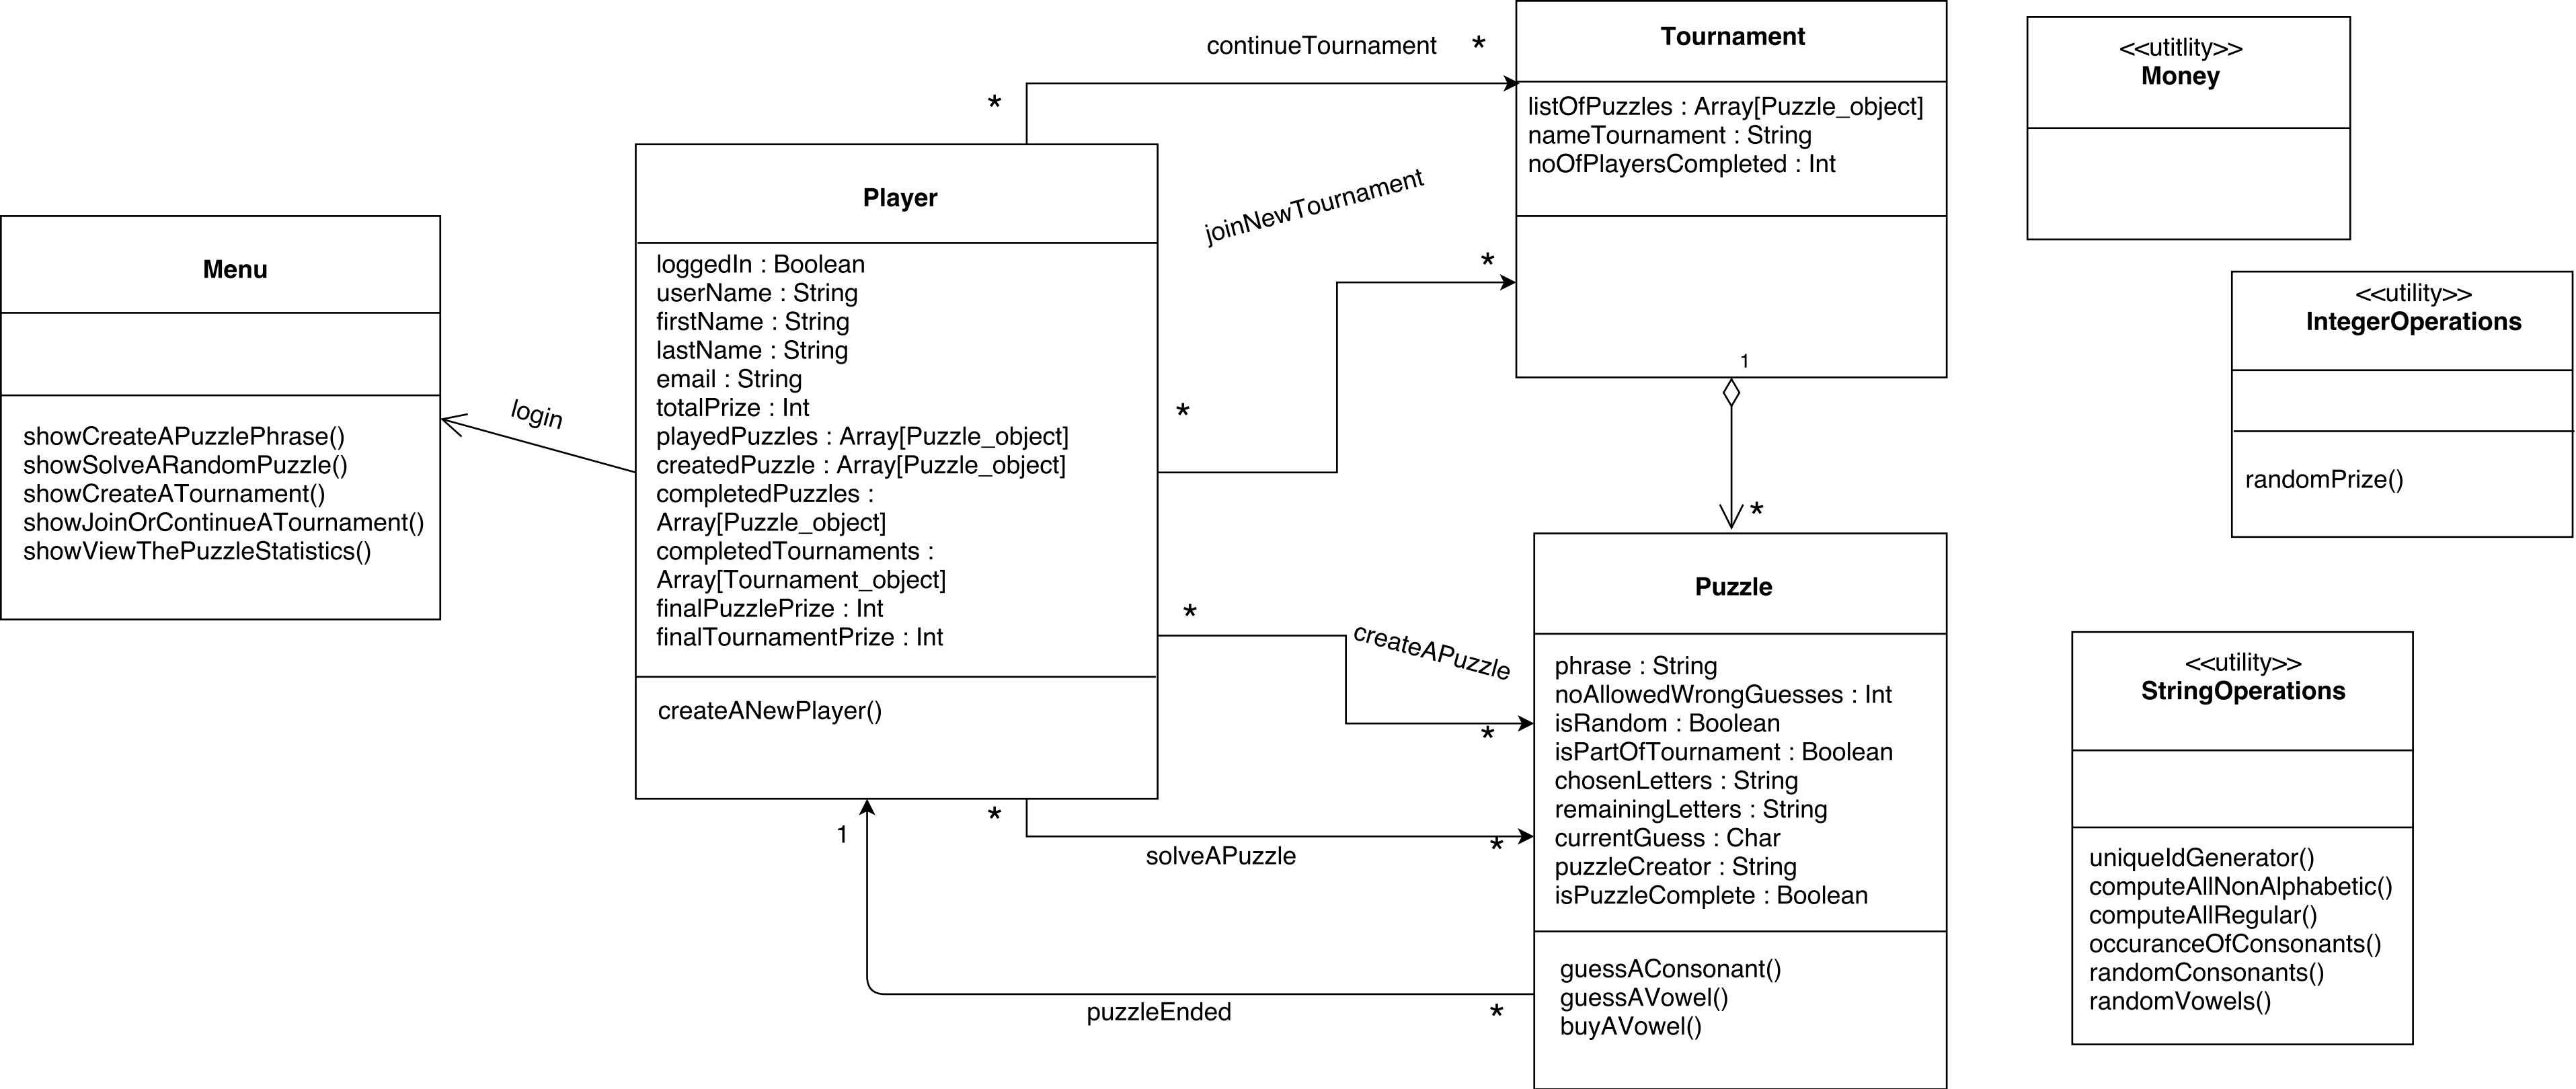 Menu
showCreateAPuzzlePhrase()
showSolveARandomPuzzle()
showCreateATournament()
showJoinOrContinueATournament()
showViewThePuzzleStatistics()
login
Player
loggedIn : Boolean
userName : String
firstName : String
lastName : String
email : String
totalPrize : Int
playedPuzzles : Array[Puzzle_object]
createdPuzzle : Array[Puzzle_object]
completedPuzzles :
Array[Puzzle_object]
completedTournaments :
Array[Tournament_object]
finalPuzzlePrize : Int
finalTournamentPrize : Int
createANewPlayer()
continueTournament
*
*
joinNewTournament
*
*
createAPuzzle
*
*
solveAPuzzle
*
*
puzzleEnded
1
*
Tournament
listOfPuzzles : Array[Puzzle_object]
nameTournament : String
noOfPlayersCompleted : Int
1
*
Puzzle
phrase : String
noAllowedWrongGuesses : Int
isRandom : Boolean
isPartOfTournament : Boolean
chosenLetters : String
remainingLetters : String
currentGuess : Char
puzzleCreator : String
isPuzzleComplete : Boolean
guessAConsonant()
guessAVowel()
buyAVowel()
<<utitlity>>
Money
<<utility>>
IntegerOperations
randomPrize()
<<utility>>
StringOperations
uniqueIdGenerator()
computeAllNonAlphabetic()
computeAllRegular()
occuranceOfConsonants()
randomConsonants()
randomVowels()